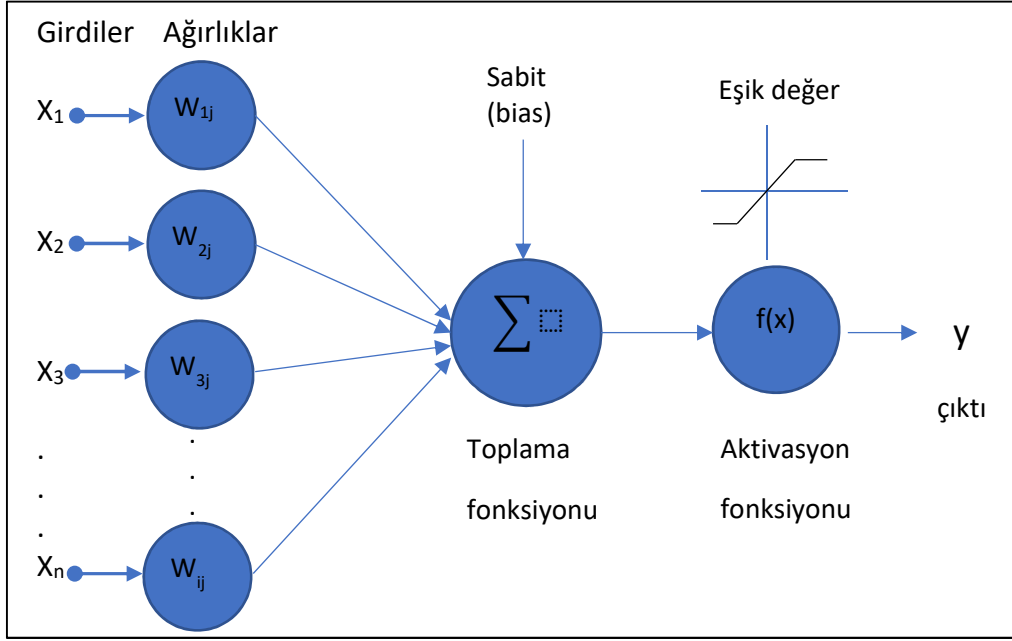 Girdiler Ağırlıklar
Sabit
(bias)
Eşik değer
X1
W1j
X2
W2j
X3
W3j
.
.
.
.
.
.
.
Xn
Wij
∑
f(x)
y
çıktı
Toplama
fonksiyonu
Aktivasyon
fonksiyonu